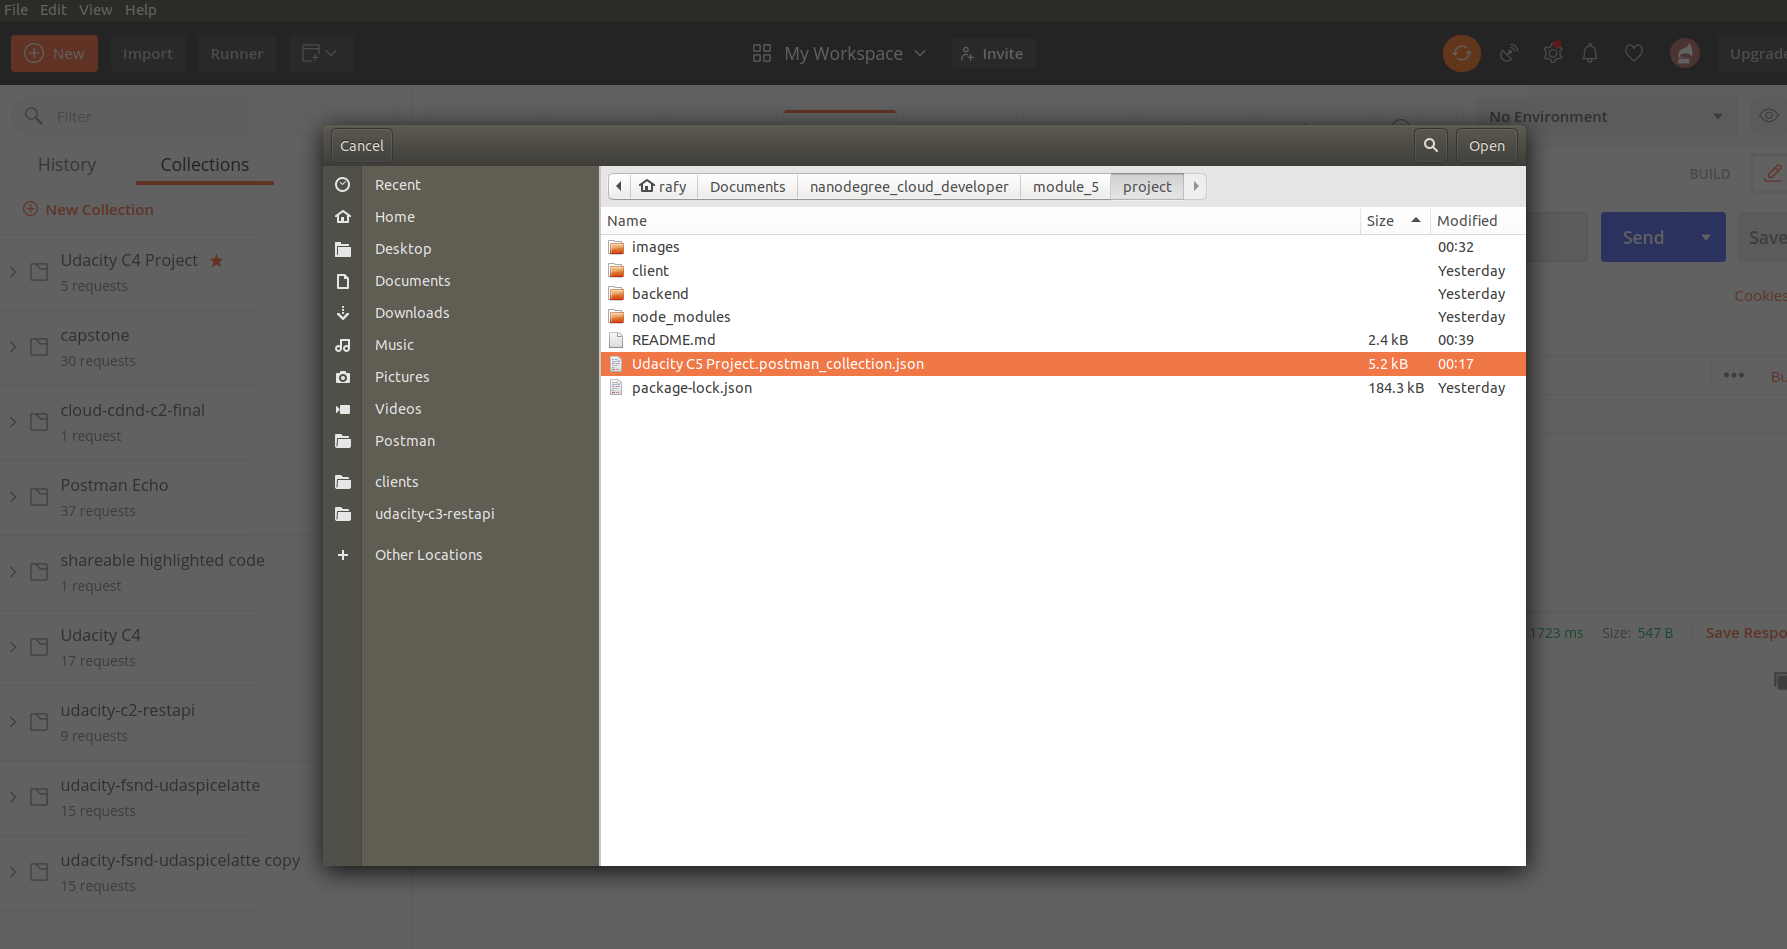 File Edit View Help
New Import Runner My Workspace Invite Upgrade
Filter
No Environment
History Collections
BUILD
New Collection
Send Save
Udacity C4 Project
5 requests
Cookies
capstone
30 requests
cloud-cdnd-c2-final
1 request
Postman Echo
37 requests
shareable highlighted code
1 request
Udacity C4
17 requests
1723 ms Size: 547 B Save Respo
udacity-c2-restapi
9 requests
udacity-fsnd-udaspicelatte
15 requests
udacity-fsnd-udaspicelatte copy
15 requests
Cancel Open
Recent
Home
Desktop
Documents
Downloads
Music
Pictures
Videos
Postman
clients
udacity-c3-restapi
Other Locations
rafy Documents nanodegree_cloud_developer module_5 project
Name Size Modified
images 00:32
client Yesterday
backend Yesterday
node_modules Yesterday
README.md 2.4 kB 00:39
Udacity C5 Project.postman_collection.json 5.2 kB 00:17
package-lock.json 184.3 kB Yesterday
Bu